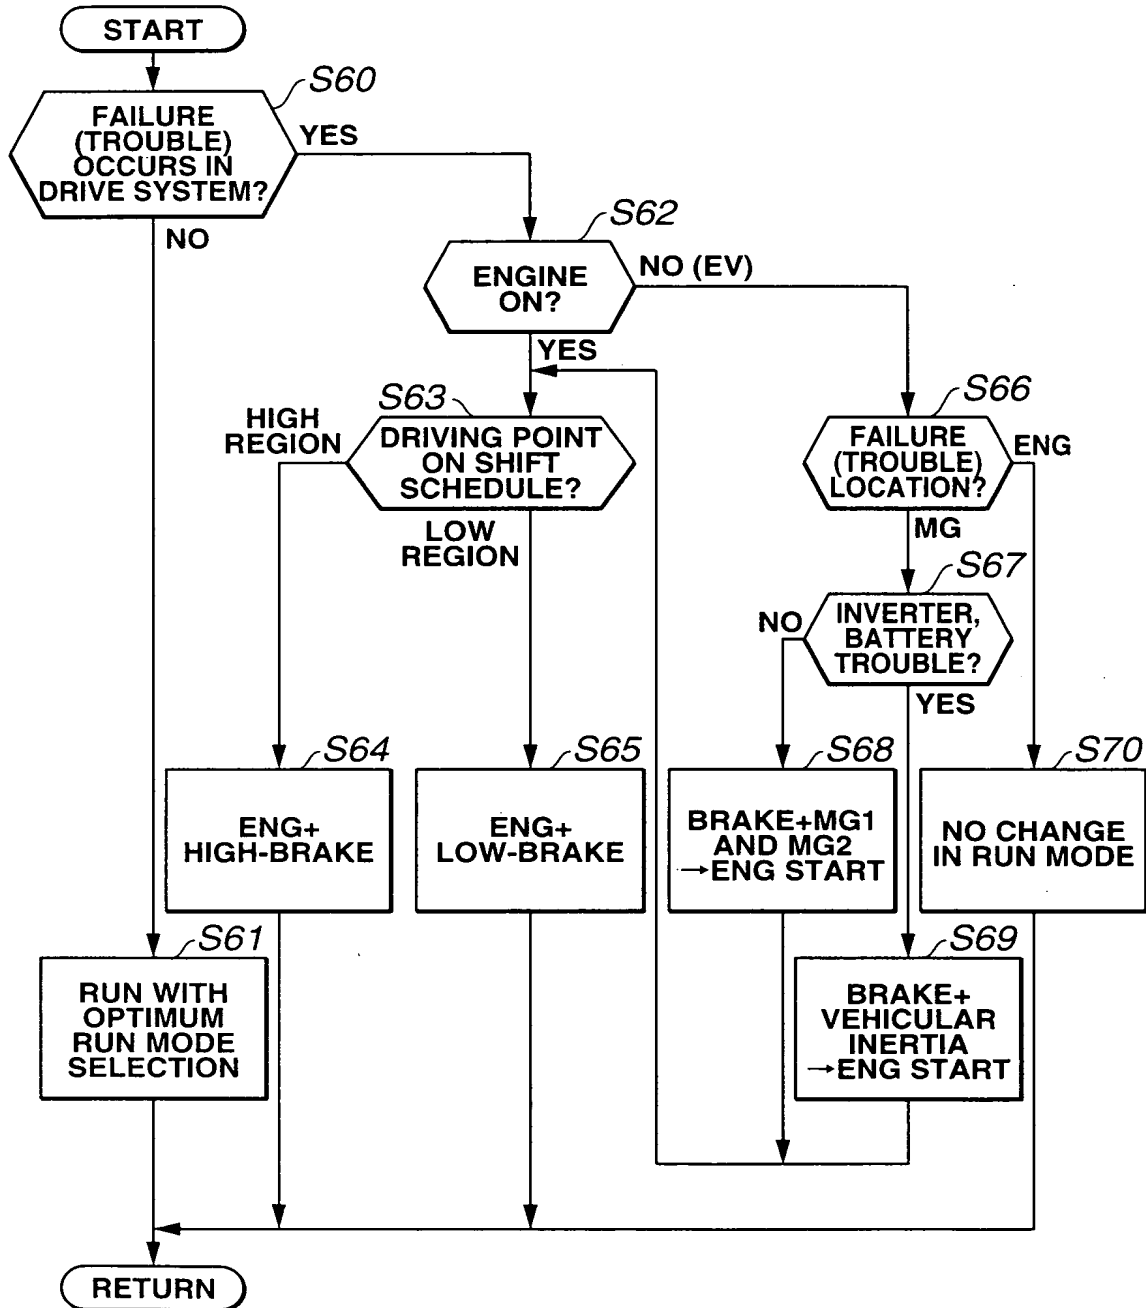 START
S60
FAILURE
(TROUBLE)
OCCURS IN
DRIVE SYSTEM?
YES
NO
S62
ENGINE
ON?
NO (EV)
YES
S63
HIGH
REGION
DRIVING POINT
ON SHIFT
SCHEDULE?
LOW
REGION
S66
FAILURE
(TROUBLE)
LOCATION?
ENG
MG
S67
NO
INVERTER,
BATTERY
TROUBLE?
YES
S64
ENG+
HIGH-BRAKE
S65
ENG+
LOW-BRAKE
S68
BRAKE+MG1
AND MG2
→ENG START
S70
NO CHANGE
IN RUN MODE
S61
RUN WITH
OPTIMUM
RUN MODE
SELECTION
S69
BRAKE+
VEHICULAR
INERTIA
→ENG START
RETURN